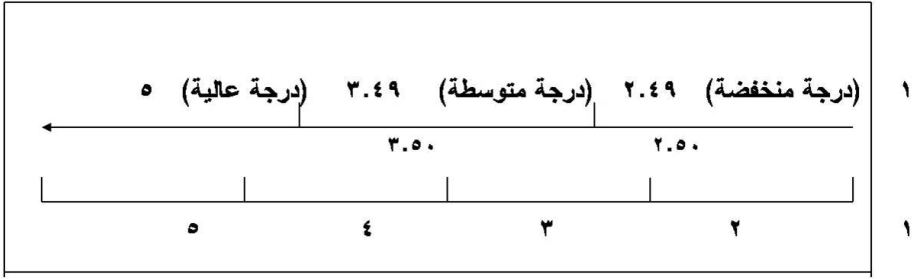 ١ (درجة منخفضة) ٢.٤٩ (درجة متوسطة) ٣.٤٩ (درجة عالية) ٥
٢.٥٠ ٣.٥٠
١ ٢ ٣ ٤ ٥